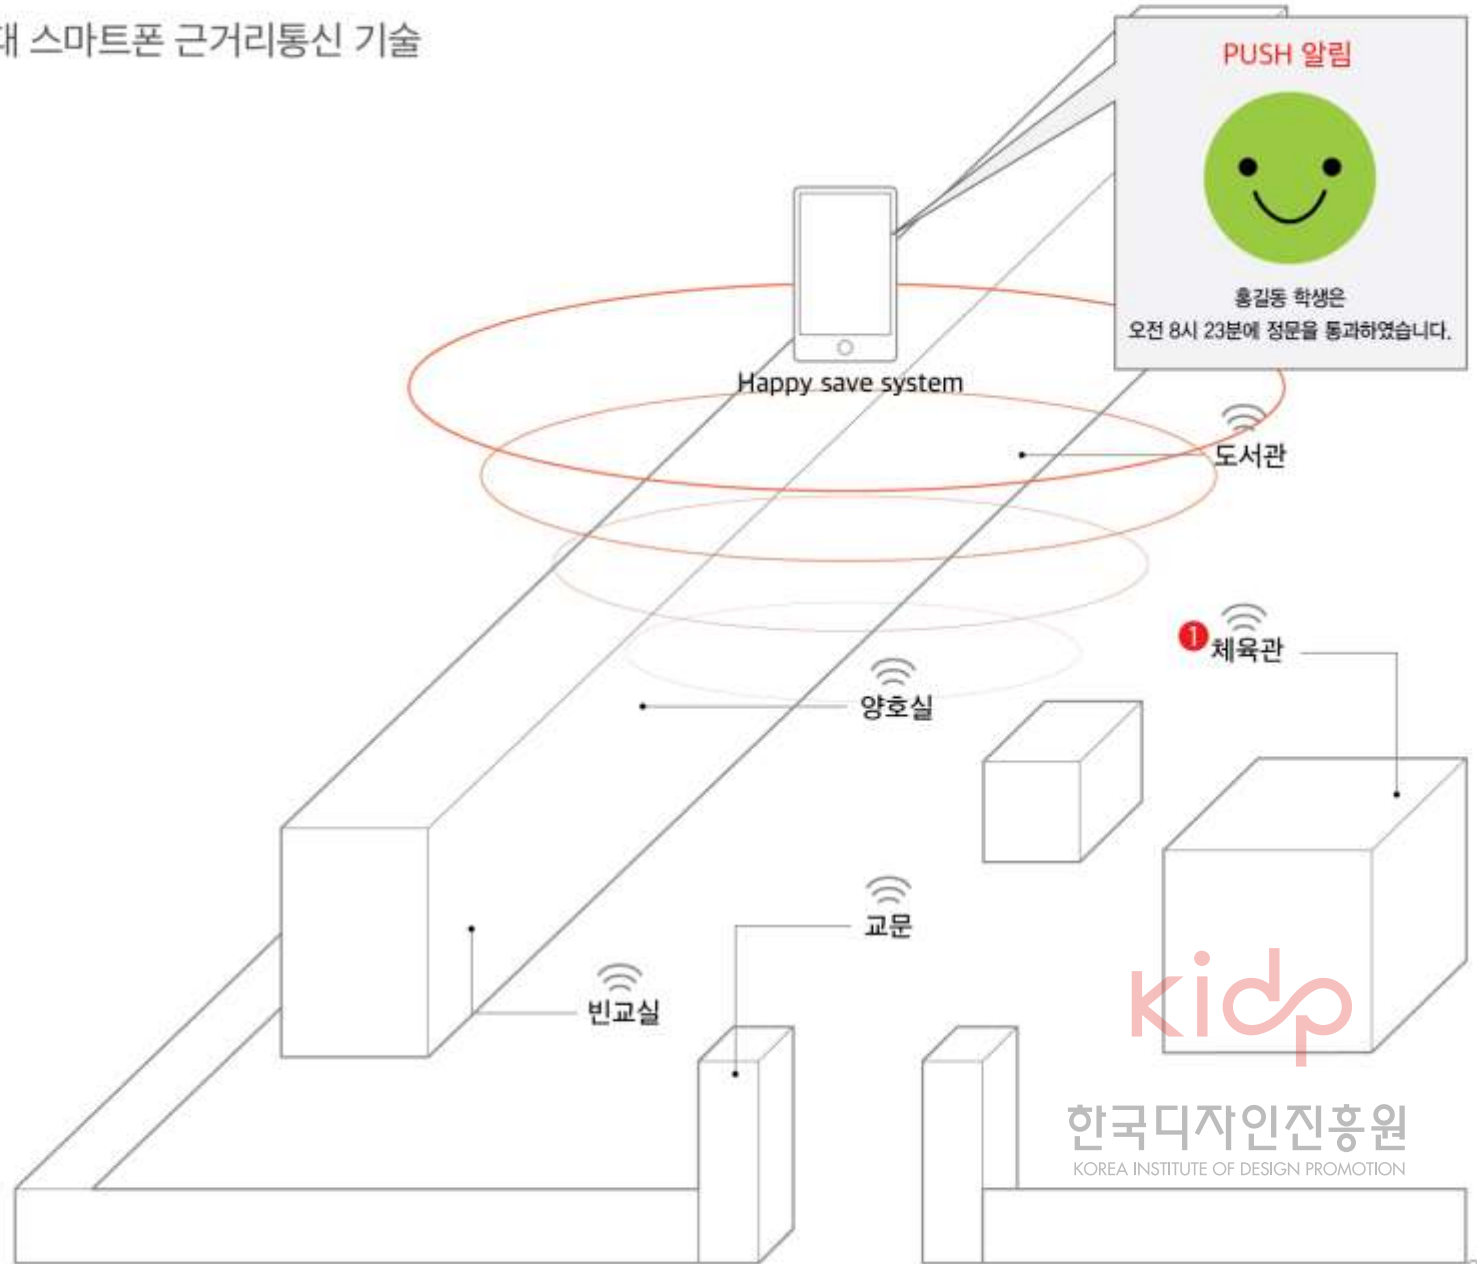 스마트폰 근거리통신 기술
PUSH 알림
홍길동 학생은
오전 8시 23분에 정문을 통과하였습니다.
Happy save system
도서관
1 체육관
양호실
교문
빈교실
kidp
한국디자인진흥원
KOREA INSTITUTE OF DESIGN PROMOTION